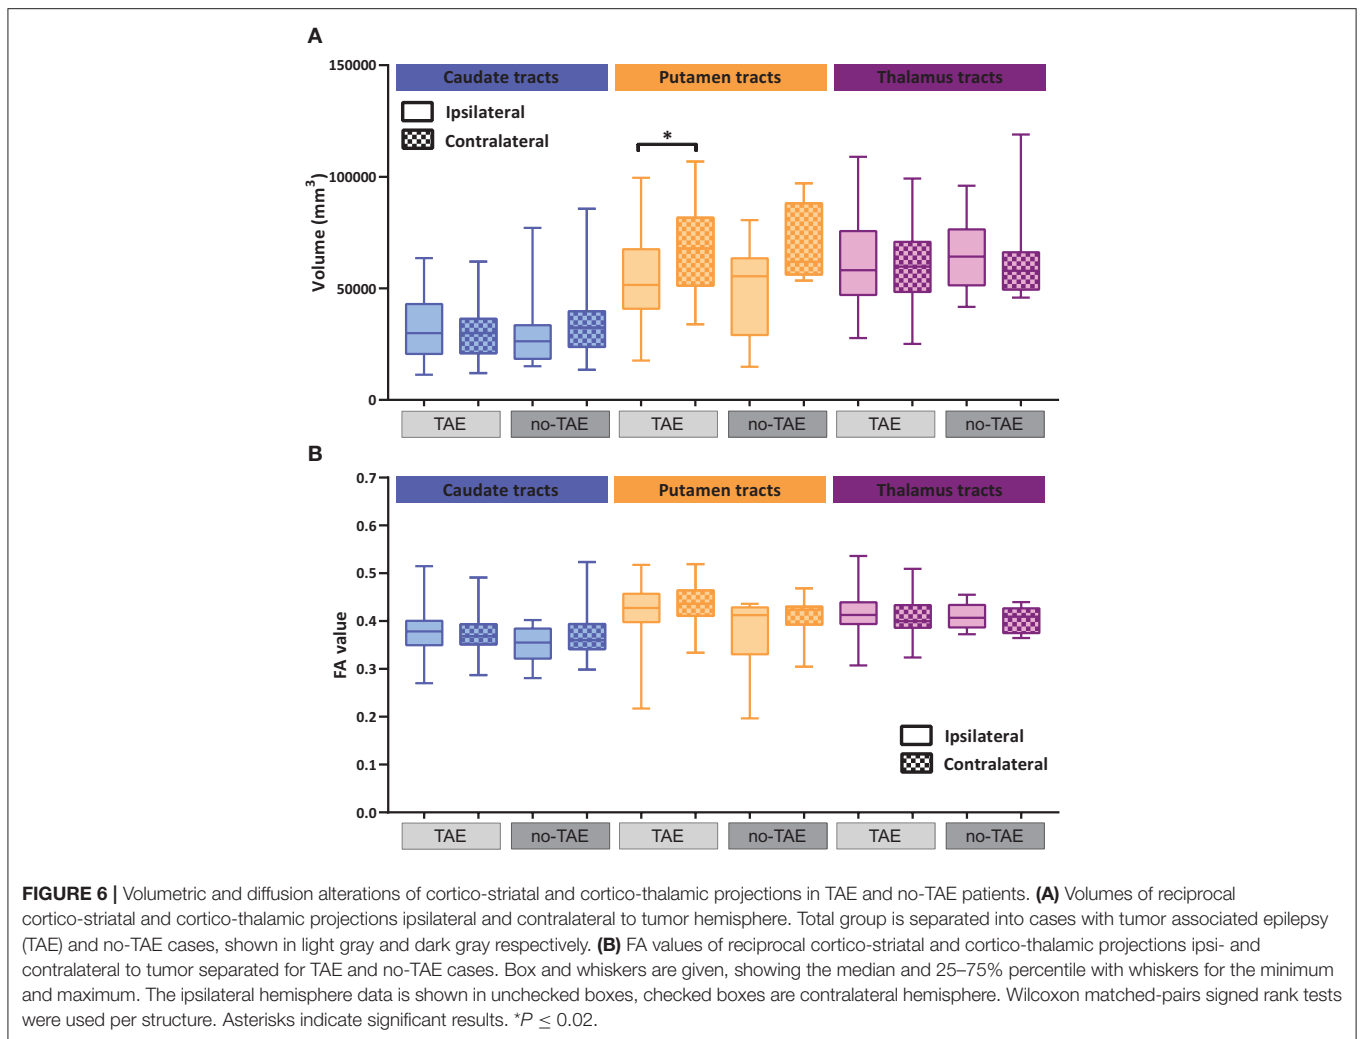 A
150000
Caudate tracts
Putamen tracts
Thalamus tracts
Ipsilateral
Contralateral
*
100000
Volume (mm³)
50000
0
TAE
no-TAE
TAE
no-TAE
TAE
no-TAE
B
0.7
Caudate tracts
Putamen tracts
Thalamus tracts
0.6
0.5
0.4
FA value
0.3
0.2
Ipsilateral
Contralateral
0.1
0.0
TAE
no-TAE
TAE
no-TAE
TAE
no-TAE
FIGURE 6 | Volumetric and diffusion alterations of cortico-striatal and cortico-thalamic projections in TAE and no-TAE patients. (A) Volumes of reciprocal
cortico-striatal and cortico-thalamic projections ipsilateral and contralateral to tumor hemisphere. Total group is separated into cases with tumor associated epilepsy
(TAE) and no-TAE cases, shown in light gray and dark gray respectively. (B) FA values of reciprocal cortico-striatal and cortico-thalamic projections ipsi- and
contralateral to tumor separated for TAE and no-TAE cases. Box and whiskers are given, showing the median and 25–75% percentile with whiskers for the minimum
and maximum. The ipsilateral hemisphere data is shown in unchecked boxes, checked boxes are contralateral hemisphere. Wilcoxon matched-pairs signed rank tests
were used per structure. Asterisks indicate significant results. *P ≤ 0.02.